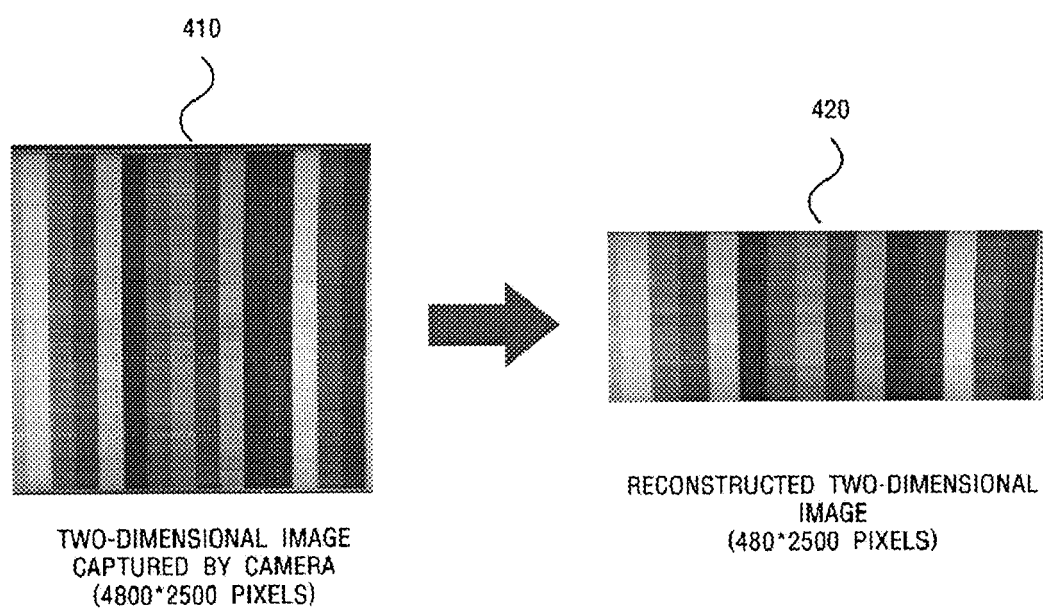 410
420
TWO-DIMENSIONAL IMAGE
CAPTURED BY CAMERA
(4800*2500 PIXELS)
RECONSTRUCTED TWO-DIMENSIONAL
IMAGE
(480*2500 PIXELS)